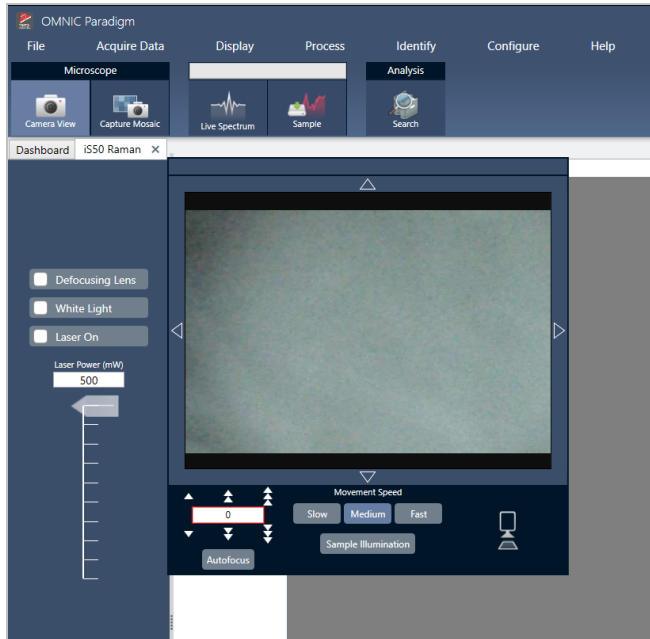 OMNIC Paradigm
File Acquire Data Display Process Identify Configure Help
Microscope Analysis
Camera View Capture Mosaic Live Spectrum Sample Search
Dashboard iS50 Raman ×
Defocusing Lens
White Light
Laser On
Laser Power (mW)
500
Movement Speed
0 Slow Medium Fast
Sample Illumination
Autofocus